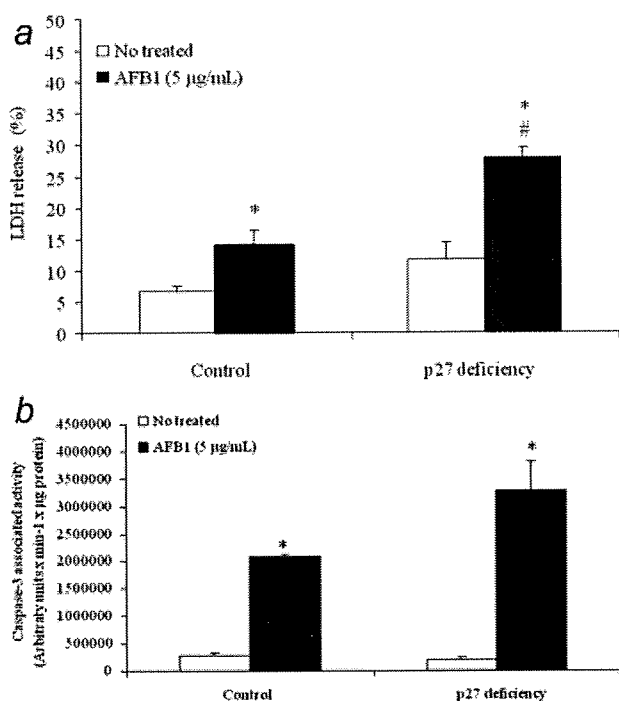 a
50
45
40
35
30
25
20
15
10
5
0
LDH release (%)
No treated
AFB1 (5 µg/mL)
*
*
#
Control
p27 deficiency
b
4500000
4000000
3500000
3000000
2500000
2000000
1500000
1000000
500000
0
Caspase-3 associated activity
(Arbitraty units x min-1 x µg protein)
No treated
AFB1 (5 µg/mL)
*
*
Control
p27 deficiency